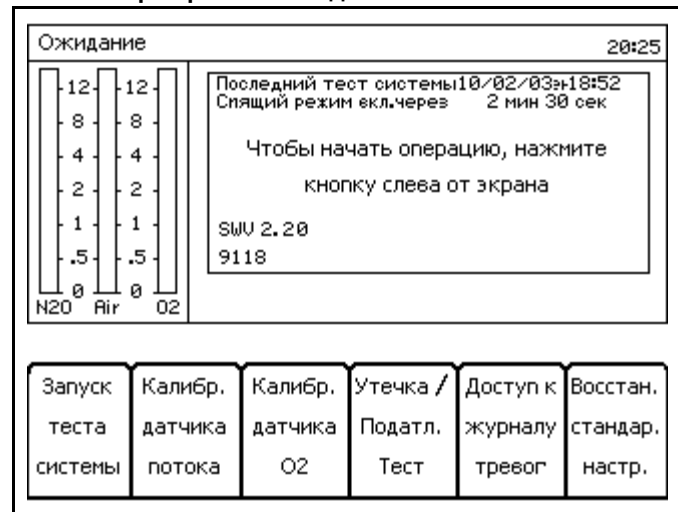 Ожидание 20:25
12 12
8 8
4 4
2 2
1 1
.5 .5
0 0
N2O Air O2
Последний тест системы10/02/03 18:52
Спящий режим вкл.через 2 мин 30 сек
Чтобы начать операцию, нажмите
кнопку слева от экрана
SWV 2.20
9118
Запуск
теста
системы
Калибр.
датчика
потока
Калибр.
датчика
O2
Утечка /
Податл.
Тест
Доступ к
журналу
тревог
Восстан.
стандар.
настр.